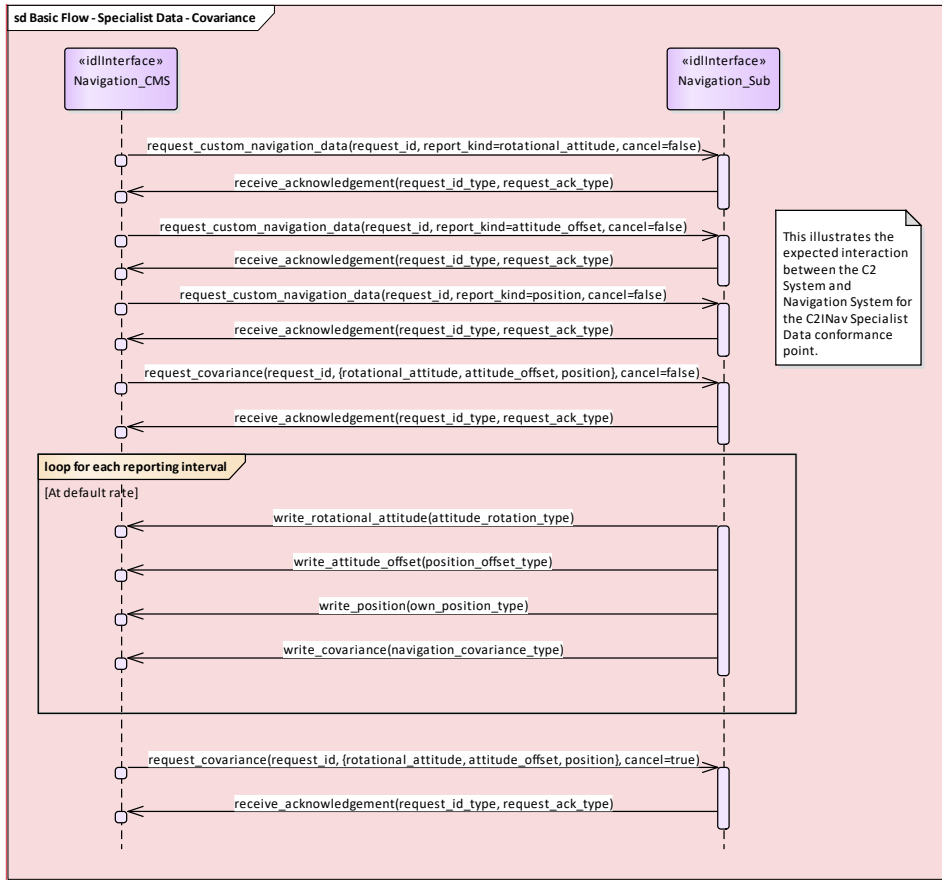 sd Basic Flow - Specialist Data - Covariance
«idlInterface»
Navigation_CMS
«idlInterface»
Navigation_Sub
request_custom_navigation_data(request_id, report_kind=rotational_attitude, cancel=false)
receive_acknowledgement(request_id_type, request_ack_type)
request_custom_navigation_data(request_id, report_kind=attitude_offset, cancel=false)
receive_acknowledgement(request_id_type, request_ack_type)
request_custom_navigation_data(request_id, report_kind=position, cancel=false)
receive_acknowledgement(request_id_type, request_ack_type)
request_covariance(request_id, {rotational_attitude, attitude_offset, position}, cancel=false)
receive_acknowledgement(request_id_type, request_ack_type)
This illustrates the
expected interaction
between the C2
System and
Navigation System for
the C2INav Specialist
Data conformance
point.
loop for each reporting interval
[At default rate]
write_rotational_attitude(attitude_rotation_type)
write_attitude_offset(position_offset_type)
write_position(own_position_type)
write_covariance(navigation_covariance_type)
request_covariance(request_id, {rotational_attitude, attitude_offset, position}, cancel=true)
receive_acknowledgement(request_id_type, request_ack_type)